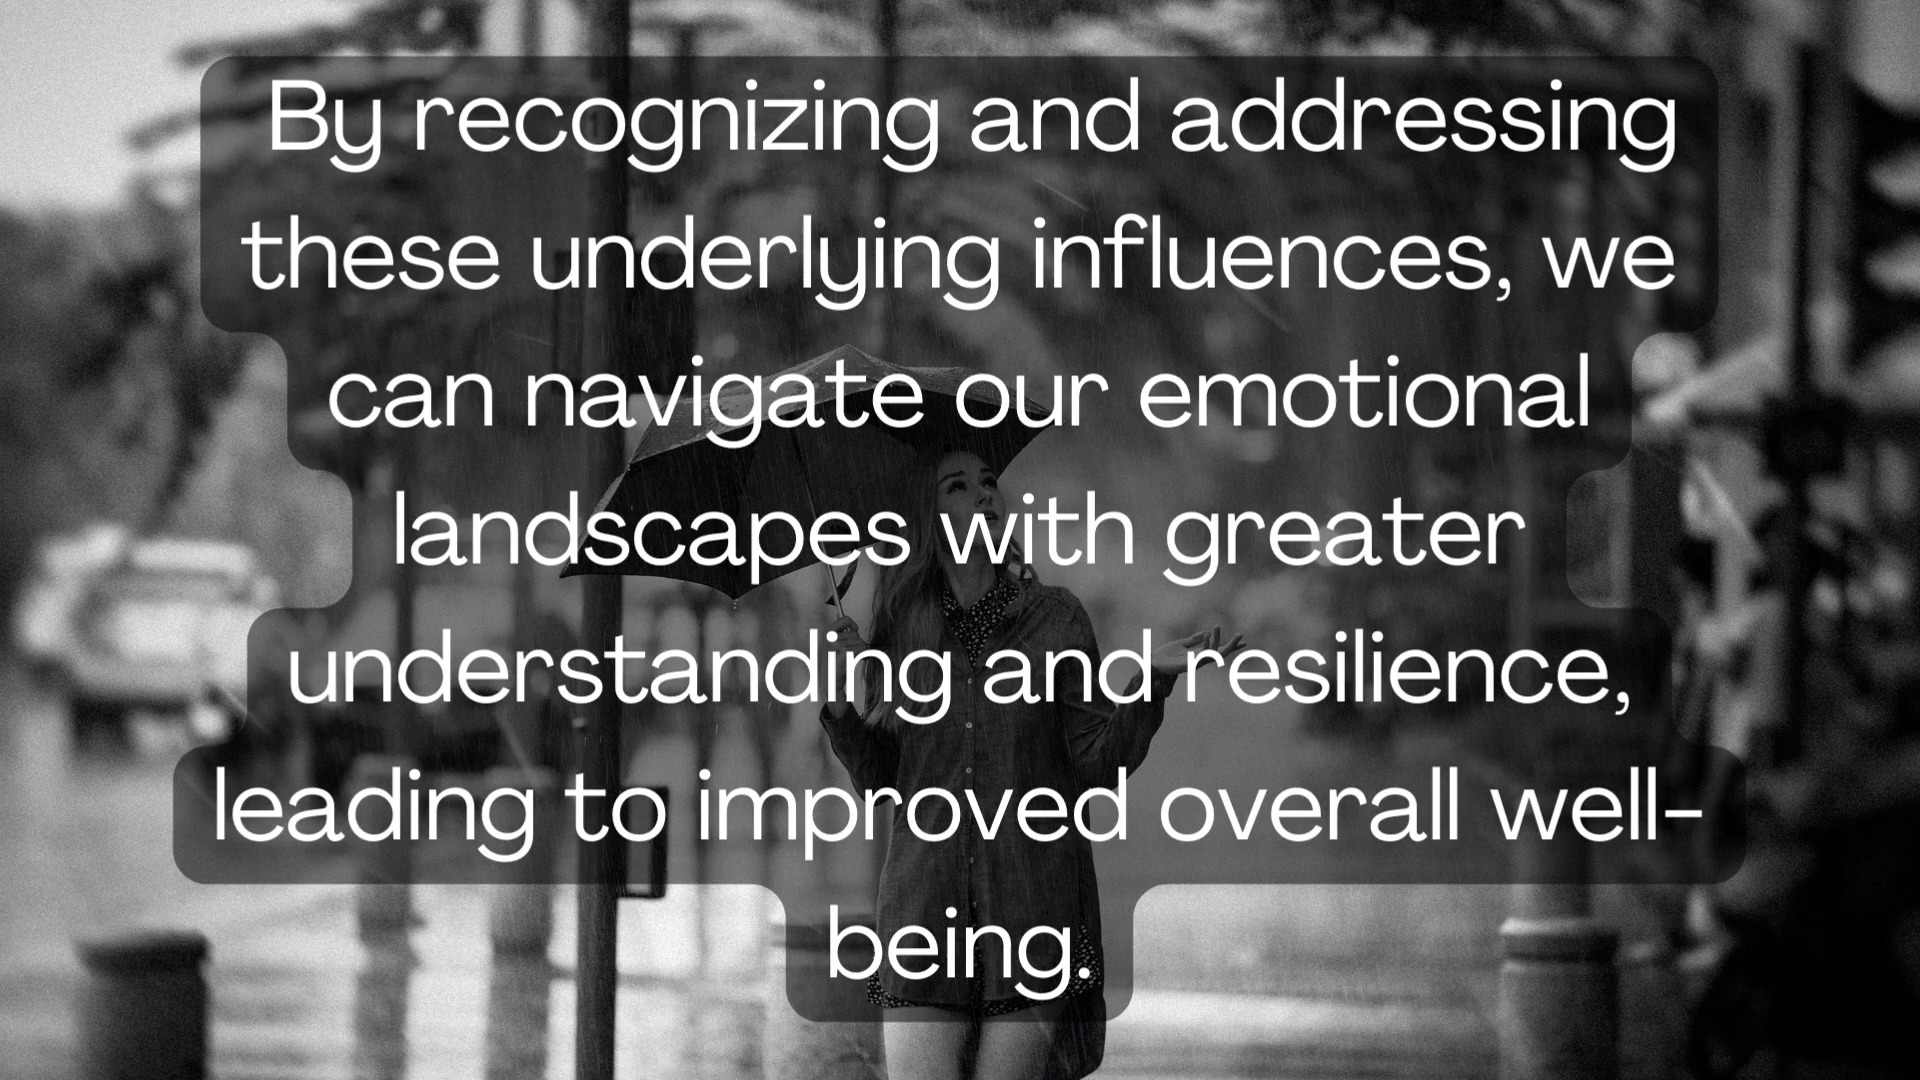 By recognizing and addressing
these underlying influences, we
can navigate our emotional
landscapes with greater
understanding and resilience,
leading to improved overall well-
being.